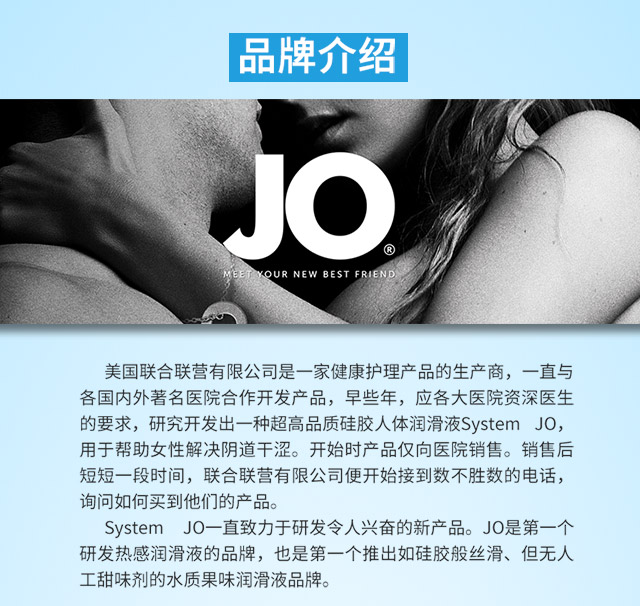 品牌介绍
JO®
MEET YOUR NEW BEST FRIEND
美国联合联营有限公司是一家健康护理产品的生产商，一直与
各国内外著名医院合作开发产品，早些年，应各大医院资深医生
的要求，研究开发出一种超高品质硅胶人体润滑液System JO，
用于帮助女性解决阴道干涩。开始时产品仅向医院销售。销售后
短短一段时间，联合联营有限公司便开始接到数不胜数的电话，
询问如何买到他们的产品。
System JO一直致力于研发令人兴奋的新产品。JO是第一个
研发热感润滑液的品牌，也是第一个推出如硅胶般丝滑、但无人
工甜味剂的水质果味润滑液品牌。